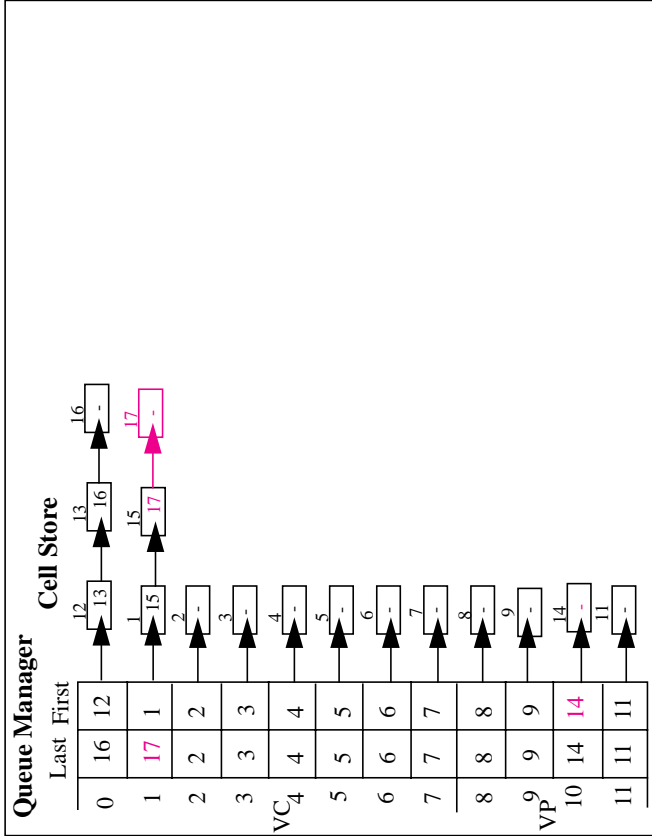 Queue Manager
Cell Store
Last First
0 16 12 12 13 13 16 16 -
1 17 1 1 15 15 17 17 -
2 2 2 2 -
3 3 3 3 -
VC
4 4 4 4 -
5 5 5 5 -
6 6 6 6 -
7 7 7 7 -
8 8 8 8 -
9 9 9 9 -
VP
10 14 14 14 -
11 11 11 11 -